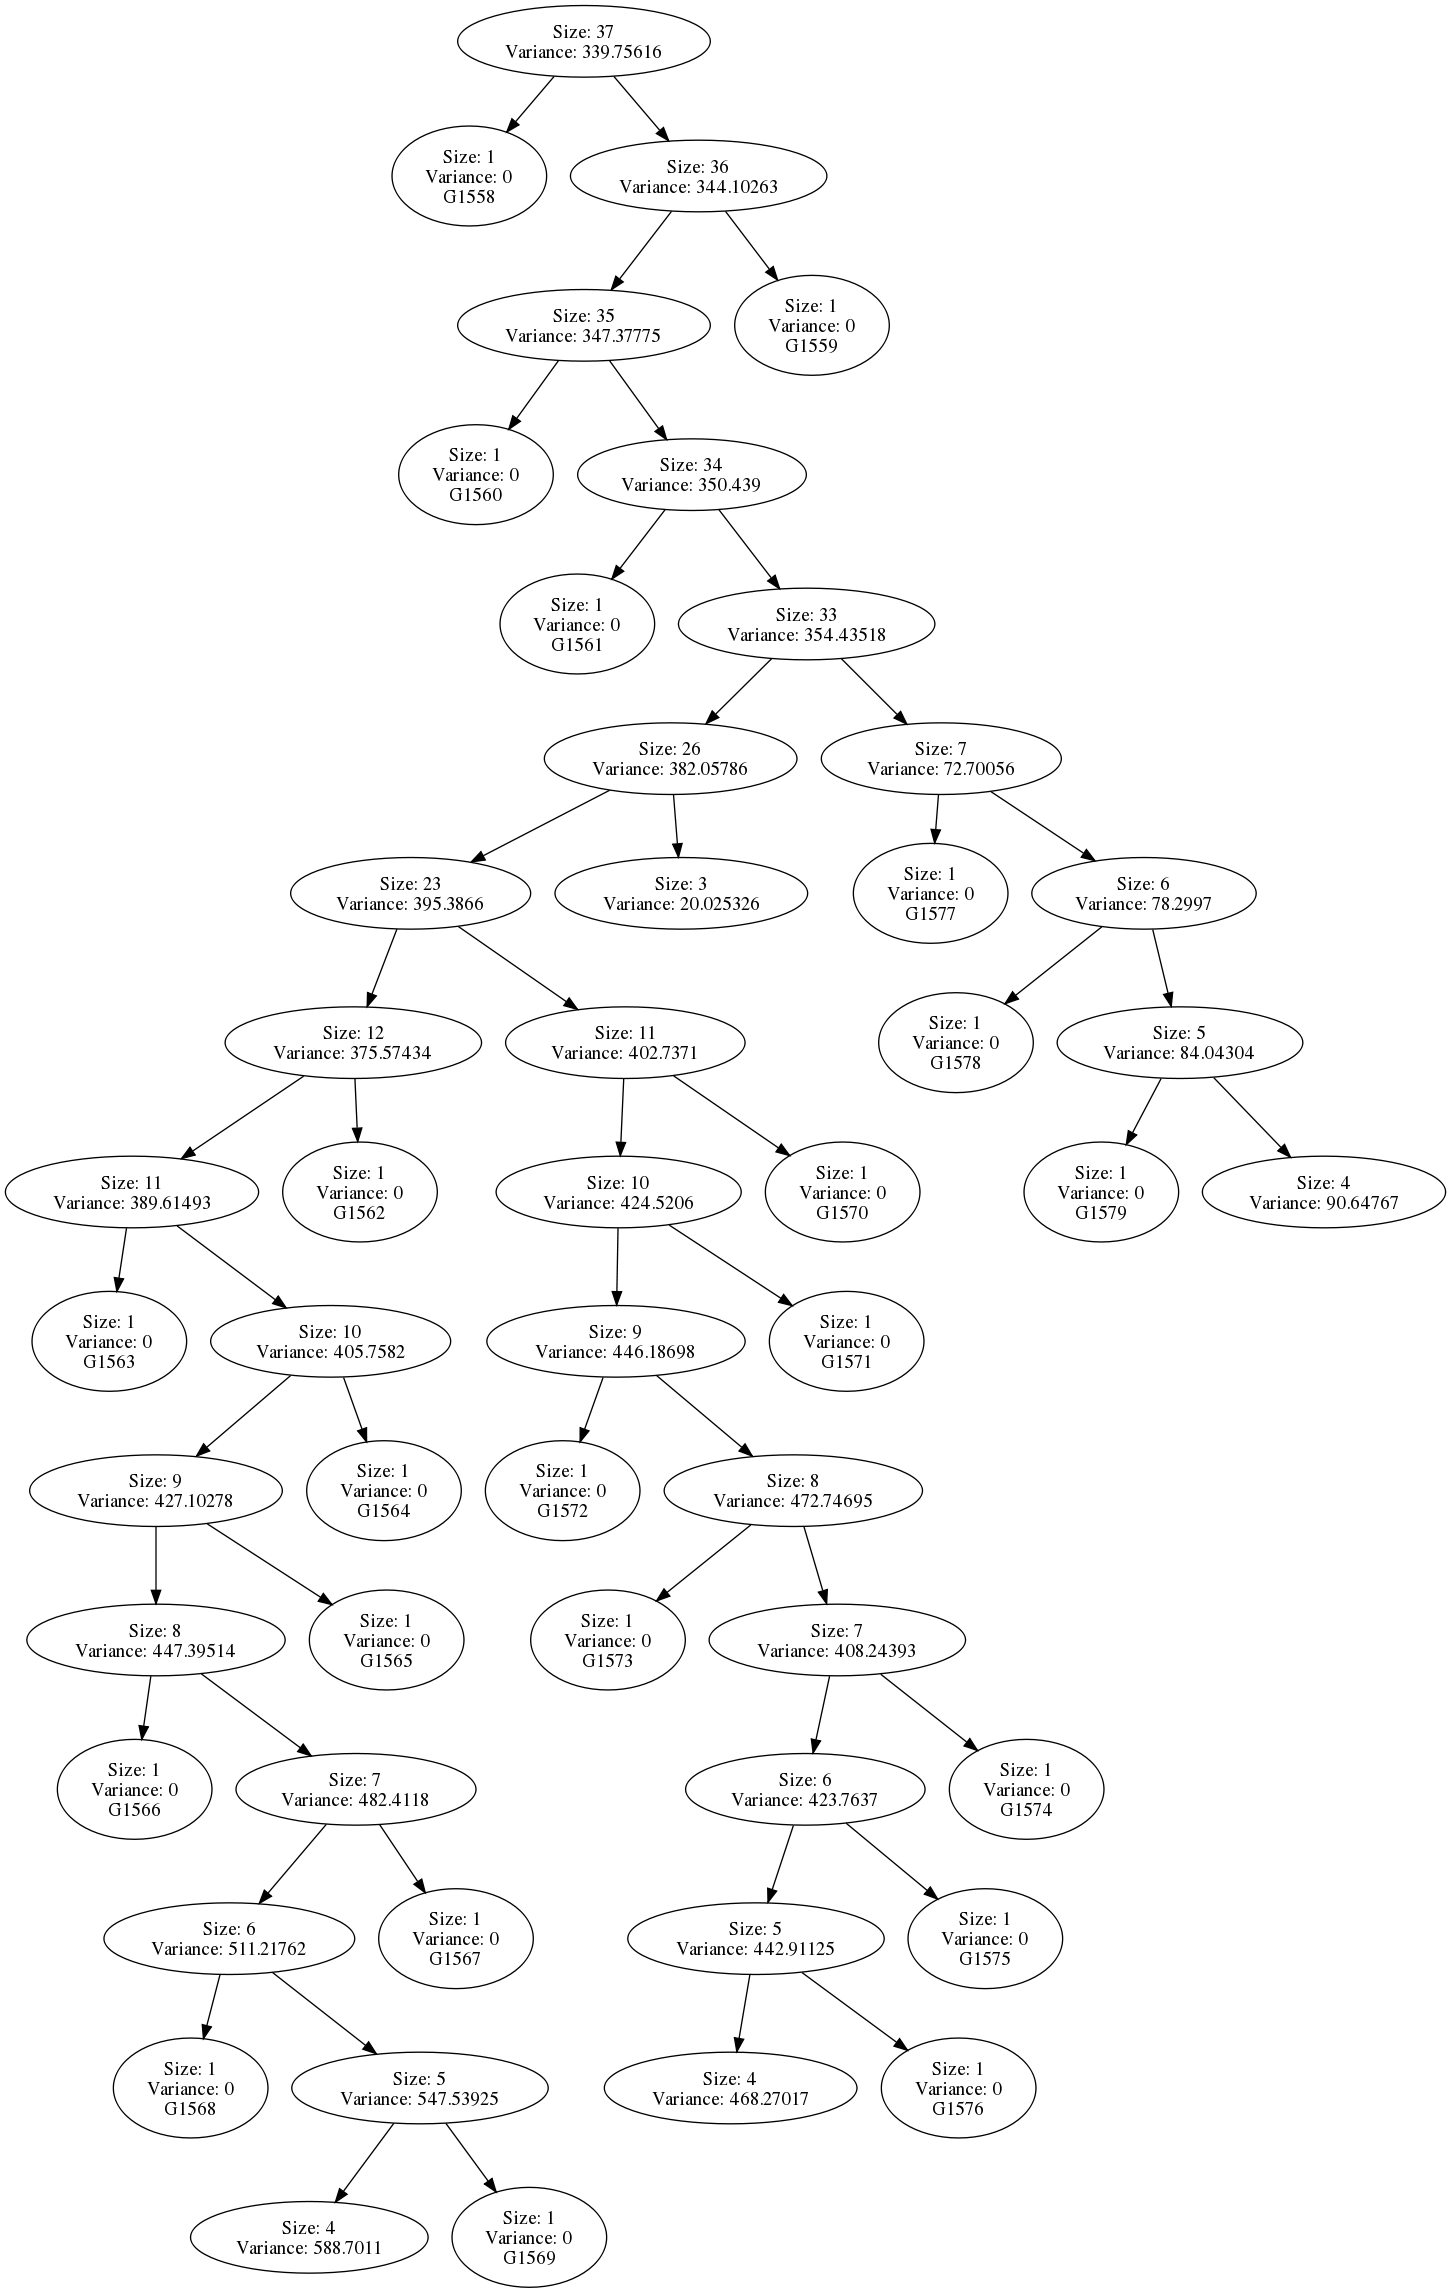 Size: 37
Variance: 339.75616
Size: 1
Variance: 0
G1558
Size: 36
Variance: 344.10263
Size: 35
Variance: 347.37775
Size: 1
Variance: 0
G1559
Size: 1
Variance: 0
G1560
Size: 34
Variance: 350.439
Size: 1
Variance: 0
G1561
Size: 33
Variance: 354.43518
Size: 26
Variance: 382.05786
Size: 7
Variance: 72.70056
Size: 23
Variance: 395.3866
Size: 3
Variance: 20.025326
Size: 1
Variance: 0
G1577
Size: 6
Variance: 78.2997
Size: 12
Variance: 375.57434
Size: 11
Variance: 402.7371
Size: 1
Variance: 0
G1578
Size: 5
Variance: 84.04304
Size: 11
Variance: 389.61493
Size: 1
Variance: 0
G1562
Size: 10
Variance: 424.5206
Size: 1
Variance: 0
G1570
Size: 1
Variance: 0
G1579
Size: 4
Variance: 90.64767
Size: 1
Variance: 0
G1563
Size: 10
Variance: 405.7582
Size: 9
Variance: 446.18698
Size: 1
Variance: 0
G1571
Size: 9
Variance: 427.10278
Size: 1
Variance: 0
G1564
Size: 1
Variance: 0
G1572
Size: 8
Variance: 472.74695
Size: 8
Variance: 447.39514
Size: 1
Variance: 0
G1565
Size: 1
Variance: 0
G1573
Size: 7
Variance: 408.24393
Size: 1
Variance: 0
G1566
Size: 7
Variance: 482.4118
Size: 6
Variance: 423.7637
Size: 1
Variance: 0
G1574
Size: 6
Variance: 511.21762
Size: 1
Variance: 0
G1567
Size: 5
Variance: 442.91125
Size: 1
Variance: 0
G1575
Size: 1
Variance: 0
G1568
Size: 5
Variance: 547.53925
Size: 4
Variance: 468.27017
Size: 1
Variance: 0
G1576
Size: 4
Variance: 588.7011
Size: 1
Variance: 0
G1569